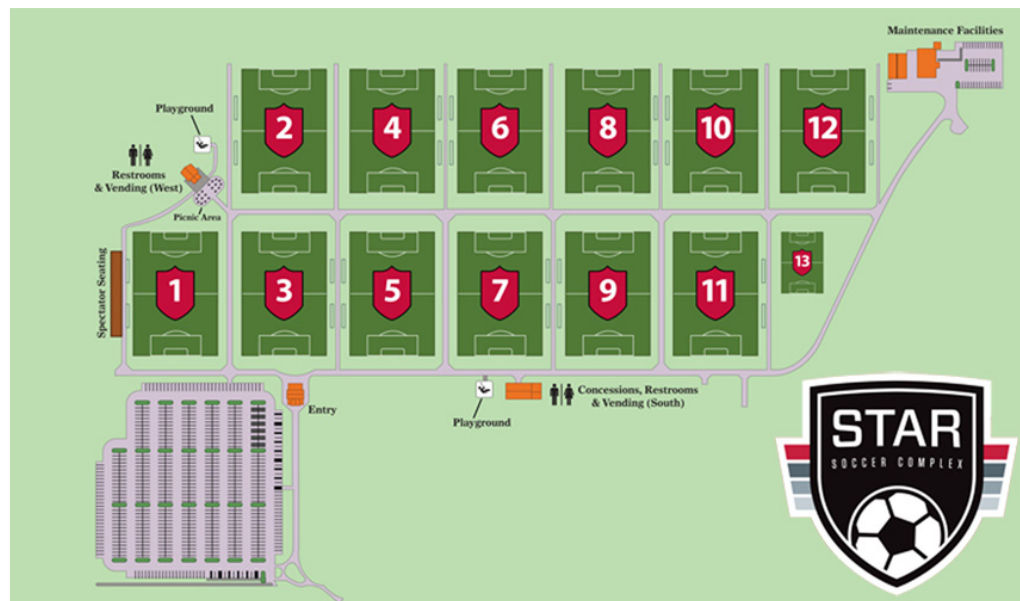 Maintenance Facilities
Playground
Restrooms
& Vending (West)
Picnic Area
2
4
6
8
10
12
Spectator Seating
1
3
5
7
9
11
13
Entry
Playground
Concessions, Restrooms
& Vending (South)
STAR
SOCCER COMPLEX